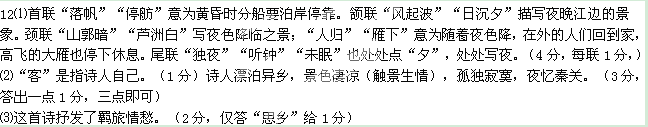 12⑴首联“落帆”“停舫”意为黄昏时分船要泊岸停靠。颔联“风起波”“日沉夕”描写夜晚江边的景
象。颈联“山郭暗”“芦洲白”写夜色降临之景；“人归”“雁下”意为随着夜色降，在外的人们回到家，
高飞的大雁也停下休息。尾联“独夜”“听钟”“未眠”也处处点“夕”，处处写夜。（4分，每联1分，）
⑵“客”是指诗人自己。（1分）诗人漂泊异乡，景色凄凉（触景生情），孤独寂寞，夜忆秦关。（3分，
答出一点1分，三点即可）
⑶这首诗抒发了羁旅情愁。（2分，仅答“思乡”给1分）